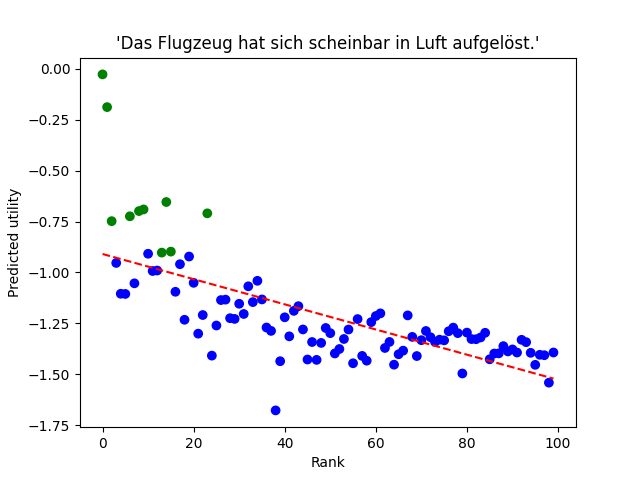 'Das Flugzeug hat sich scheinbar in Luft aufgelöst.'
0.00
−0.25
−0.50
−0.75
−1.00
−1.25
−1.50
−1.75
Predicted utility
0 20 40 60 80 100
Rank